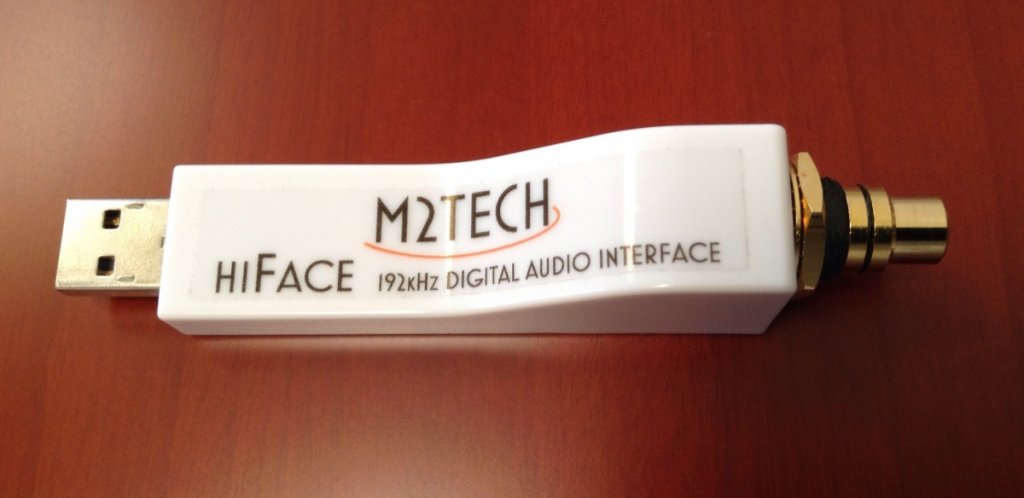 M2TECH
hiFACE 192kHz DIGITAL AUDIO INTERFACE